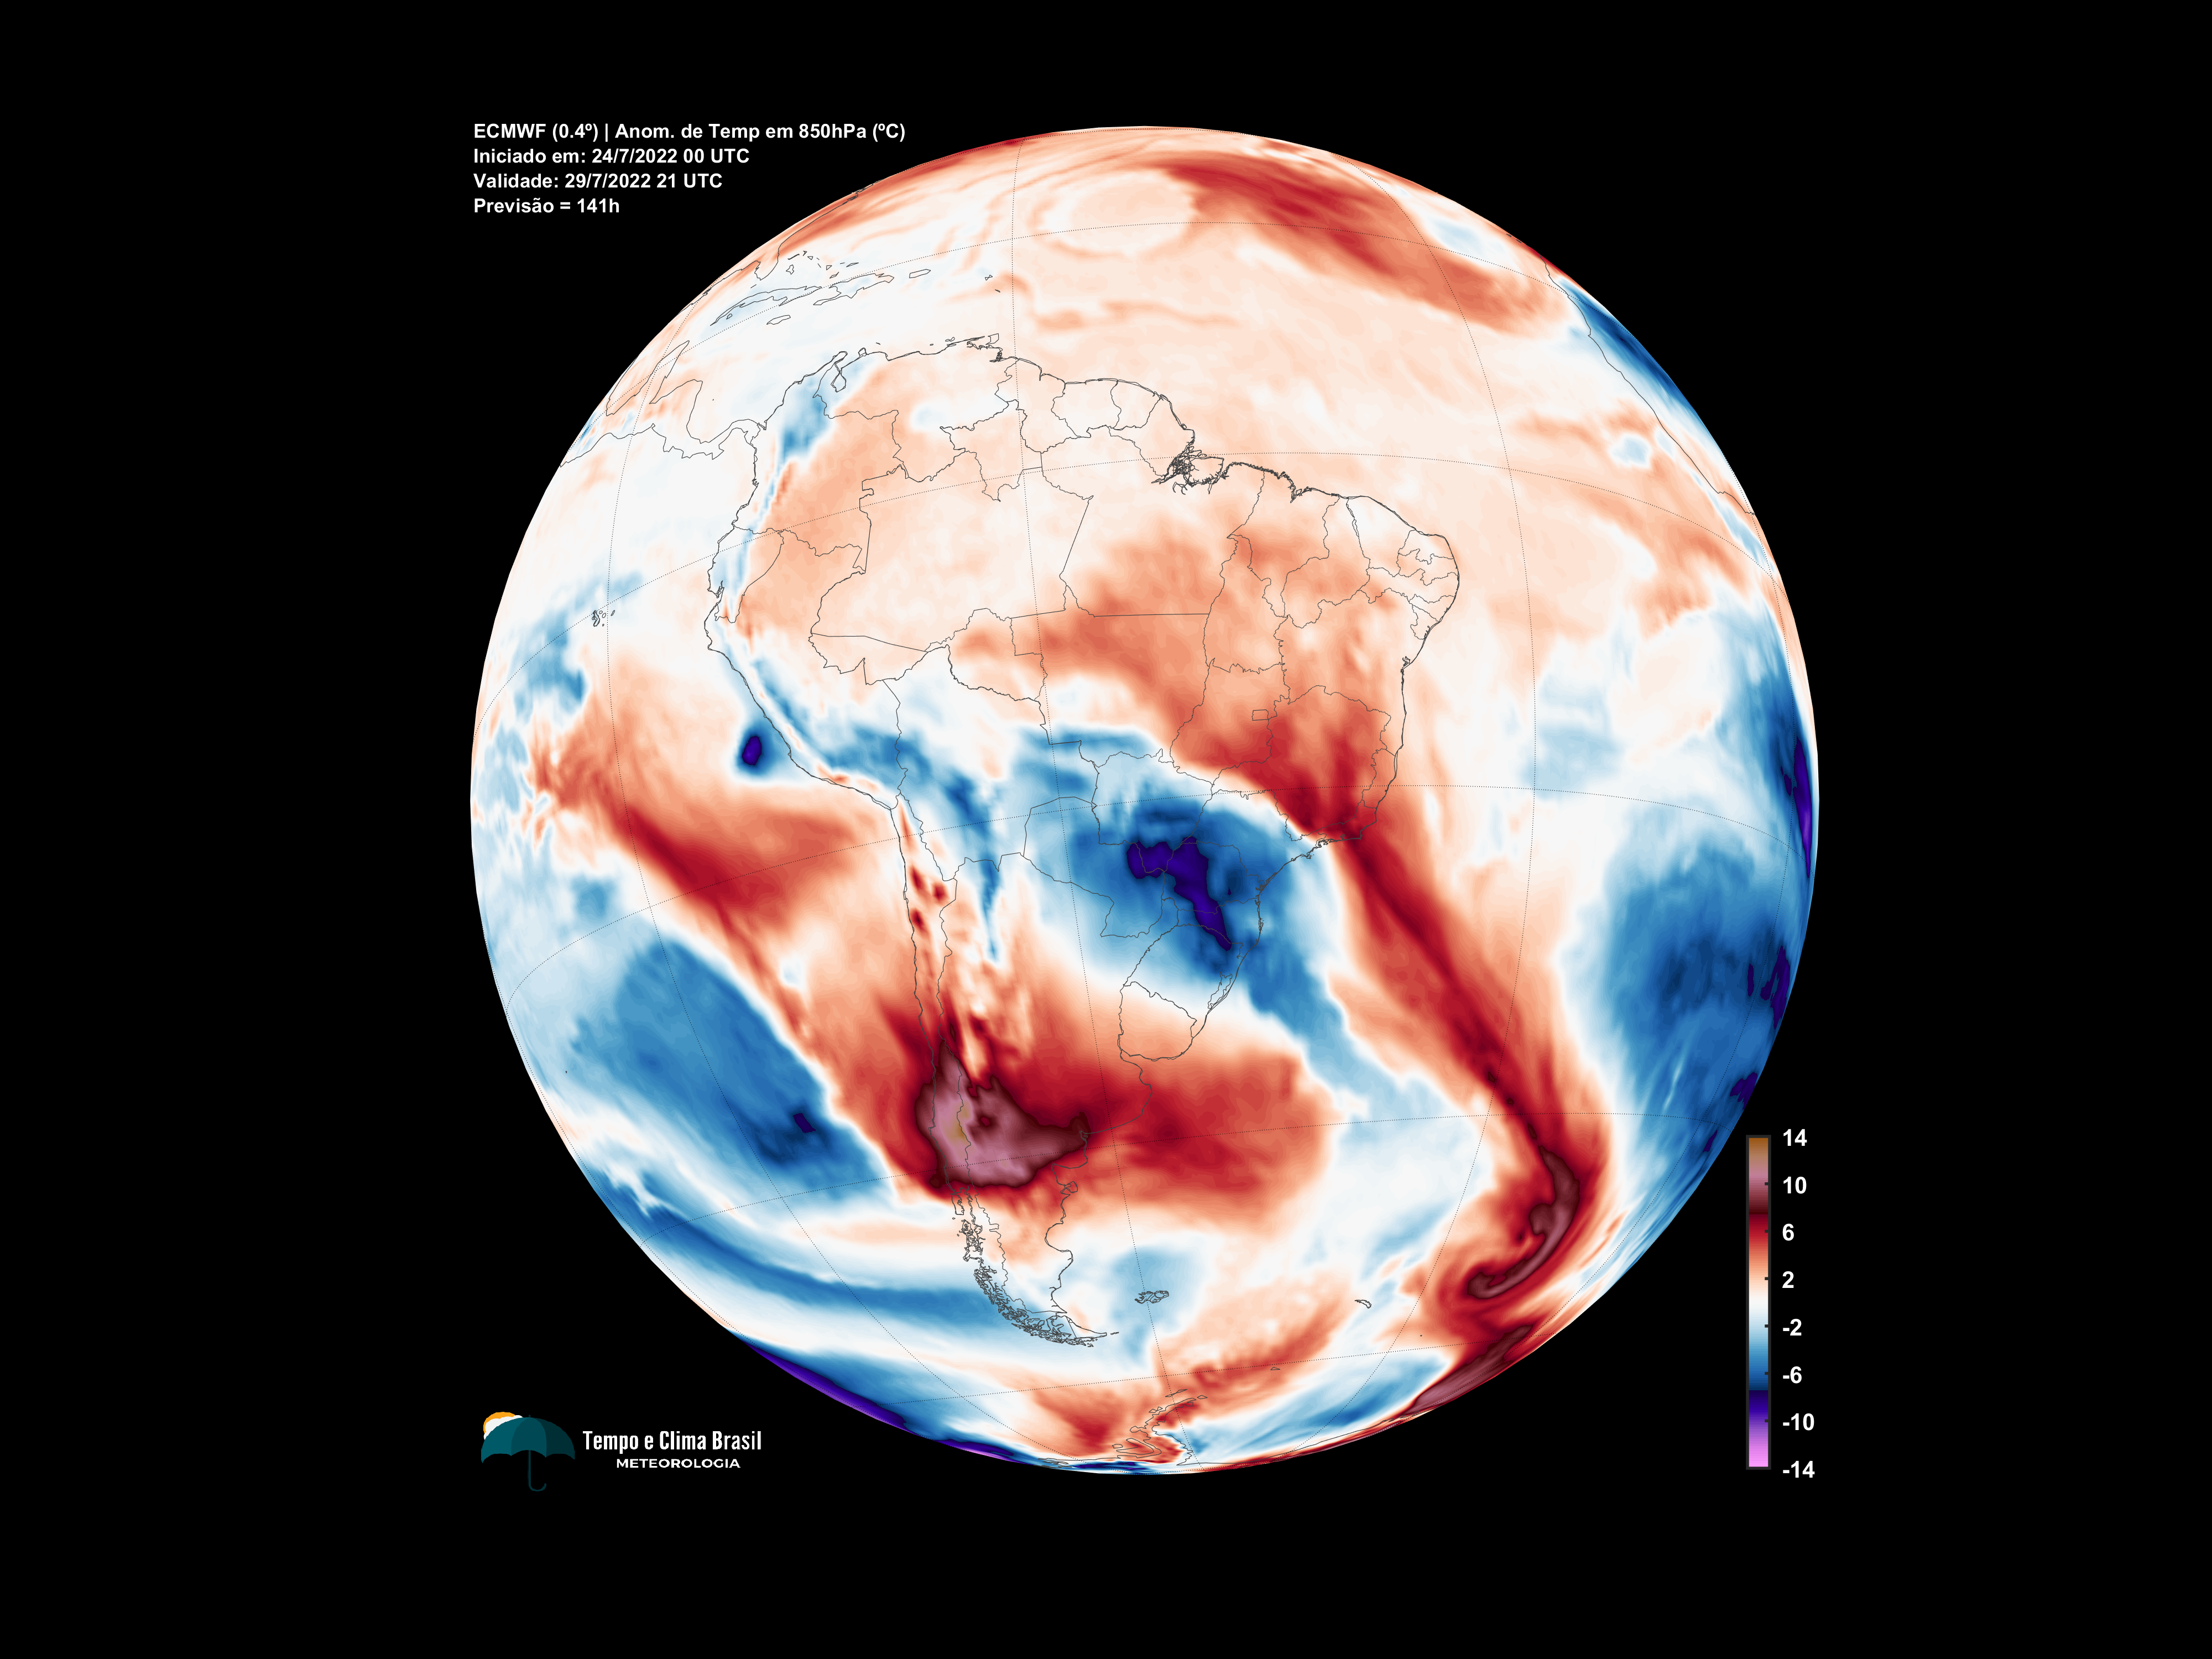 ECMWF (0.4º) | Anom. de Temp em 850hPa (ºC)
Iniciado em: 24/7/2022 00 UTC
Validade: 29/7/2022 21 UTC
Previsão = 141h
14
10
6
2
-2
-6
-10
-14
Tempo e Clima Brasil
METEOROLOGIA